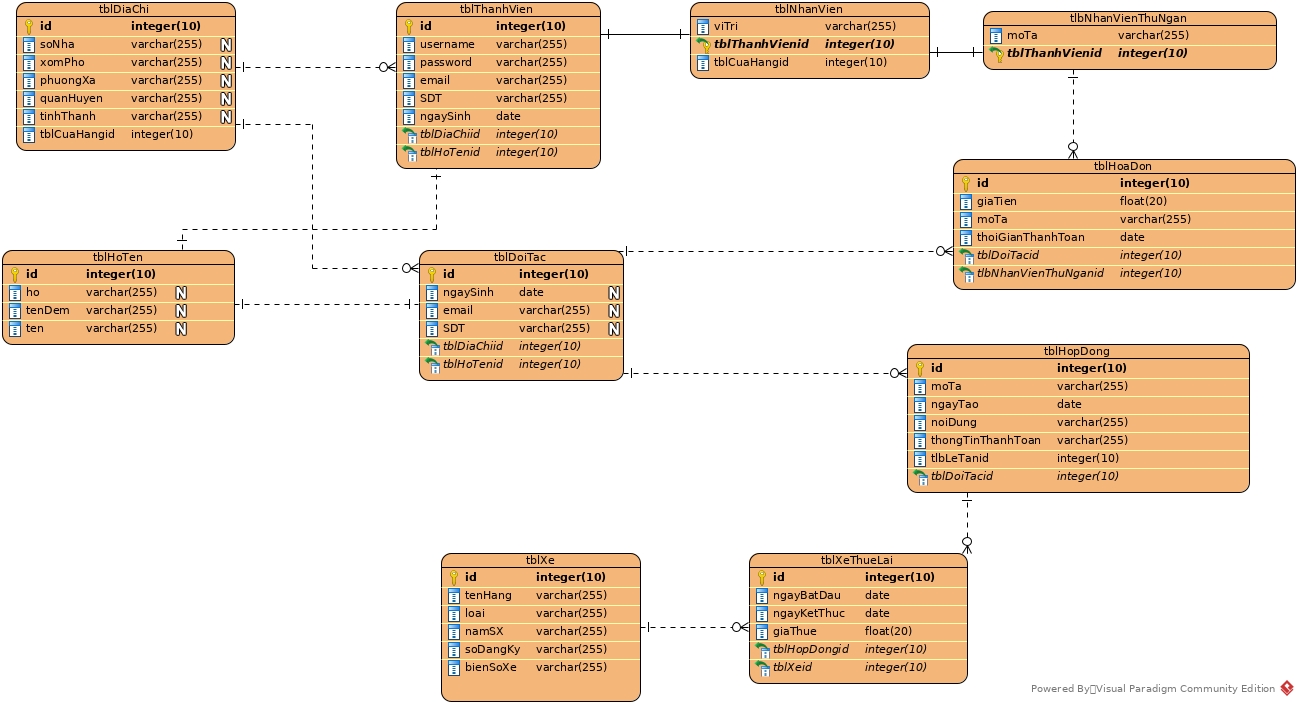 tblDiaChi
id integer(10)
soNha varchar(255) N
xomPho varchar(255) N
phuongXa varchar(255) N
quanHuyen varchar(255) N
tinhThanh varchar(255) N
tblCuaHangid integer(10)
tblThanhVien
id integer(10)
username varchar(255)
password varchar(255)
email varchar(255)
SDT varchar(255)
ngaySinh date
tblDiaChiid integer(10)
tblHoTenid integer(10)
tblNhanVien
viTri varchar(255)
tblThanhVienid integer(10)
tblCuaHangid integer(10)
tlbNhanVienThuNgan
moTa varchar(255)
tblThanhVienid integer(10)
tblHoaDon
id integer(10)
giaTien float(20)
moTa varchar(255)
thoiGianThanhToan date
tblDoiTacid integer(10)
tlbNhanVienThuNganid integer(10)
tblHoTen
id integer(10)
ho varchar(255) N
tenDem varchar(255) N
ten varchar(255) N
tblDoiTac
id integer(10)
ngaySinh date N
email varchar(255) N
SDT varchar(255) N
tblDiaChiid integer(10)
tblHoTenid integer(10)
tblHopDong
id integer(10)
moTa varchar(255)
ngayTao date
noiDung varchar(255)
thongTinThanhToan varchar(255)
tlbLeTanid integer(10)
tblDoiTacid integer(10)
tblXe
id integer(10)
tenHang varchar(255)
loai varchar(255)
namSX varchar(255)
soDangKy varchar(255)
bienSoXe varchar(255)
tblXeThueLai
id integer(10)
ngayBatDau date
ngayKetThuc date
giaThue float(20)
tblHopDongid integer(10)
tblXeid integer(10)
Powered By Visual Paradigm Community Edition